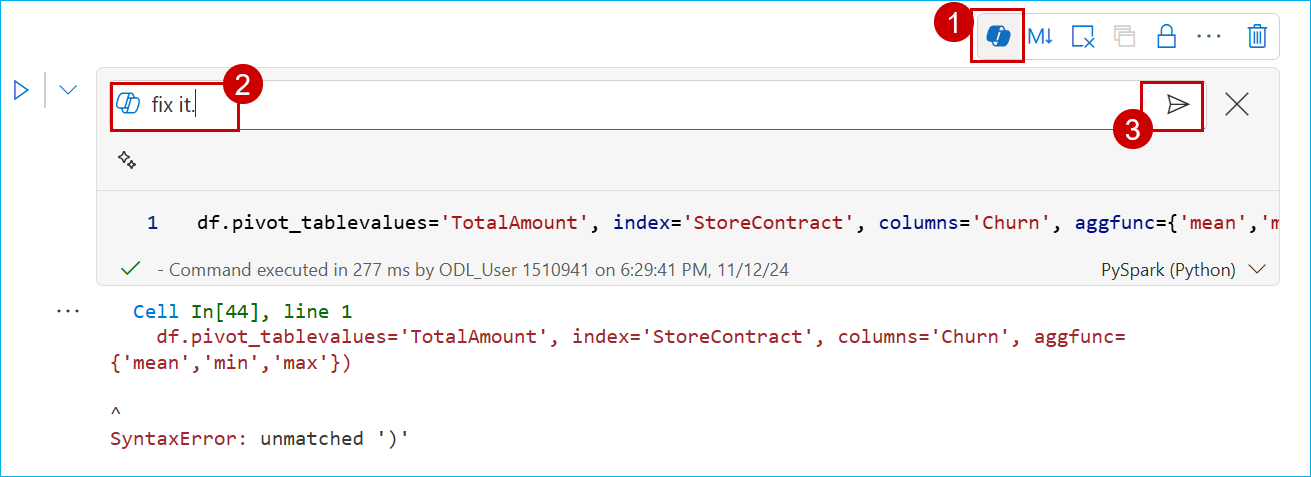 1
M↓
2
fix it.
3
1 df.pivot_tablevalues='TotalAmount', index='StoreContract', columns='Churn', aggfunc={'mean','m
- Command executed in 277 ms by ODL_User 1510941 on 6:29:41 PM, 11/12/24 PySpark (Python)
Cell In[44], line 1
df.pivot_tablevalues='TotalAmount', index='StoreContract', columns='Churn', aggfunc=
{'mean','min','max'})
^
SyntaxError: unmatched ')'